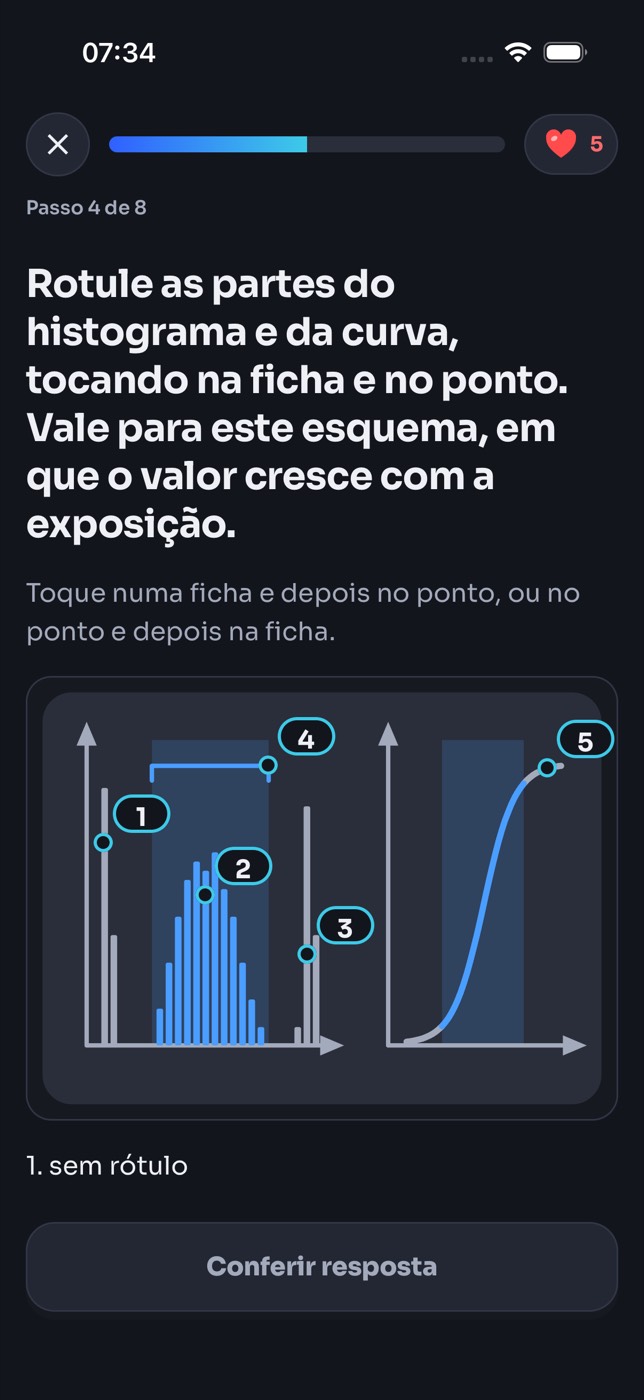 07:34
5
Passo 4 de 8
Rotule as partes do
histograma e da curva,
tocando na ficha e no ponto.
Vale para este esquema, em
que o valor cresce com a
exposição.
Toque numa ficha e depois no ponto, ou no
ponto e depois na ficha.
4
5
1
2
3
1. sem rótulo
Conferir resposta